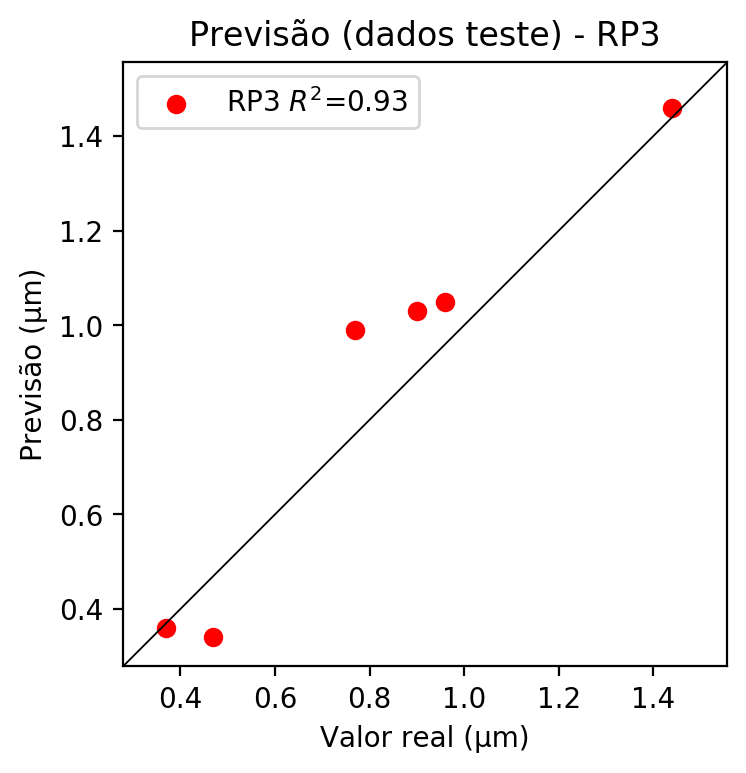 Previsão (dados teste) - RP3
RP3 R²=0.93
1.4
1.2
1.0
0.8
0.6
0.4
Previsão (μm)
0.4 0.6 0.8 1.0 1.2 1.4
Valor real (μm)